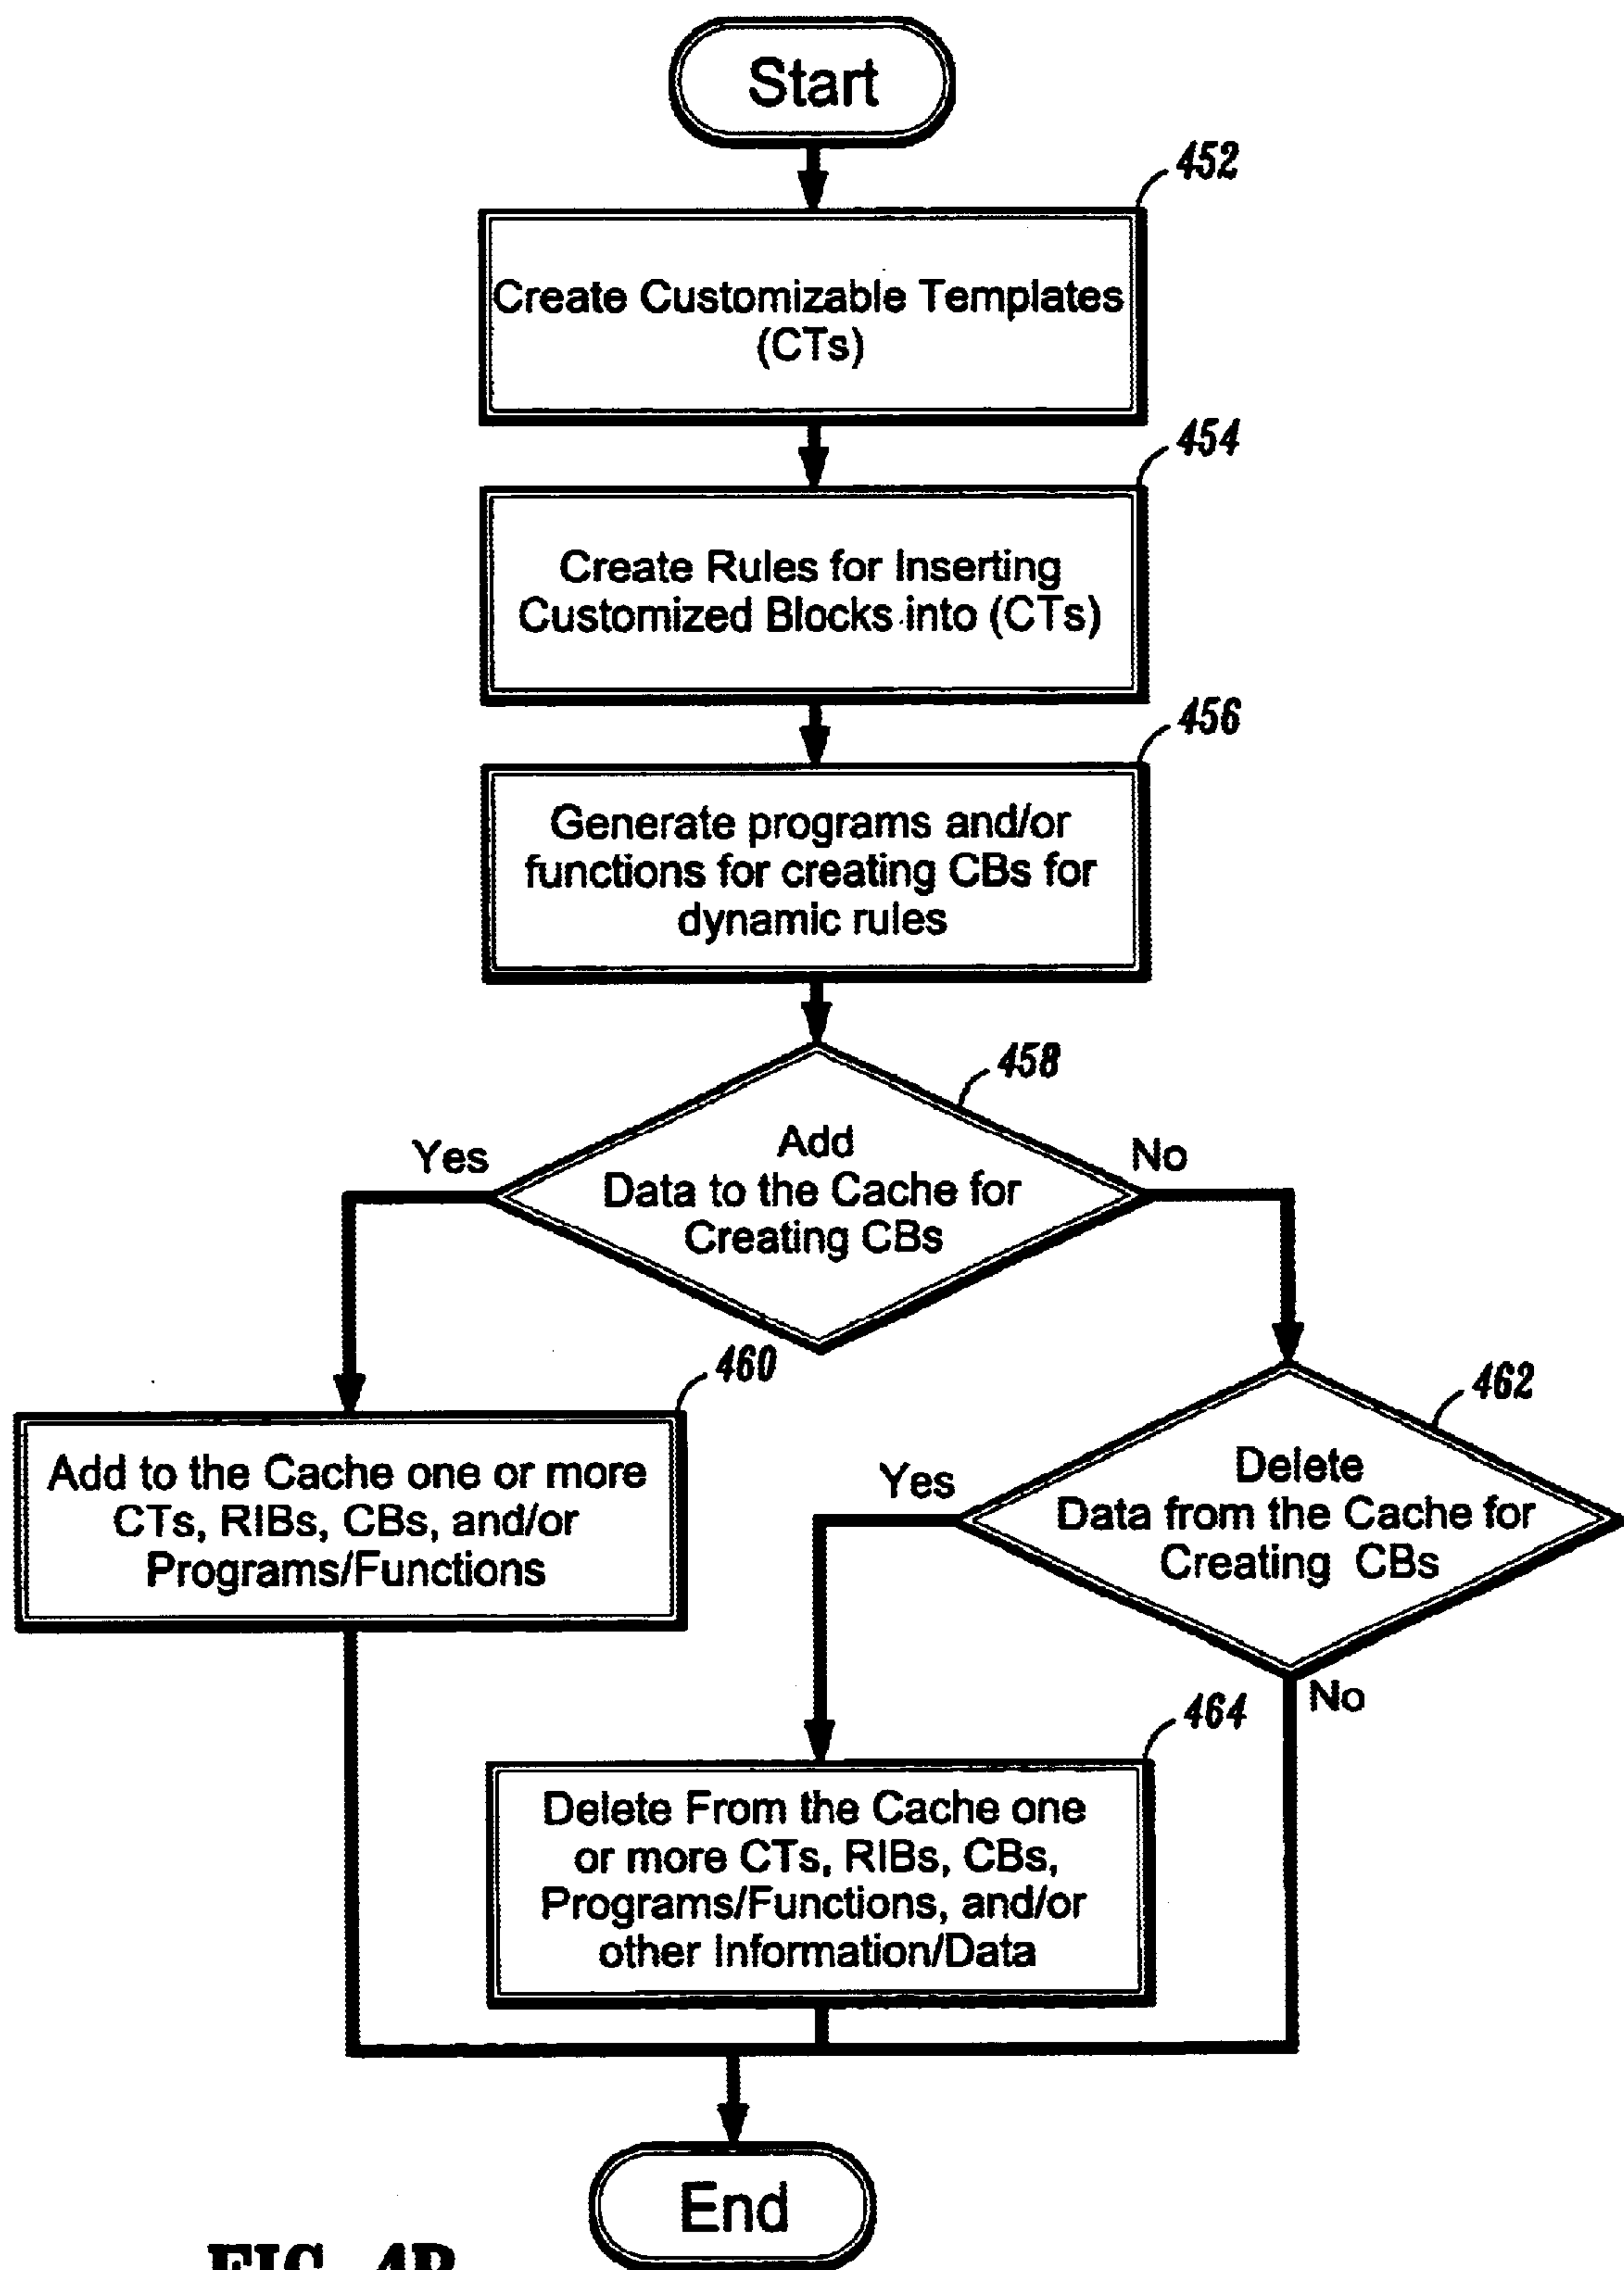 Start
452
Create Customizable Templates
(CTs)
454
Create Rules for Inserting
Customized Blocks into (CTs)
456
Generate programs and/or
functions for creating CBs for
dynamic rules
458
Yes
Add
Data to the Cache for
Creating CBs
No
460
Add to the Cache one or more
CTs, RIBs, CBs, and/or
Programs/Functions
462
Yes
Delete
Data from the Cache for
Creating CBs
No
464
Delete From the Cache one
or more CTs, RIBs, CBs,
Programs/Functions, and/or
other Information/Data
End
FIG. 4B